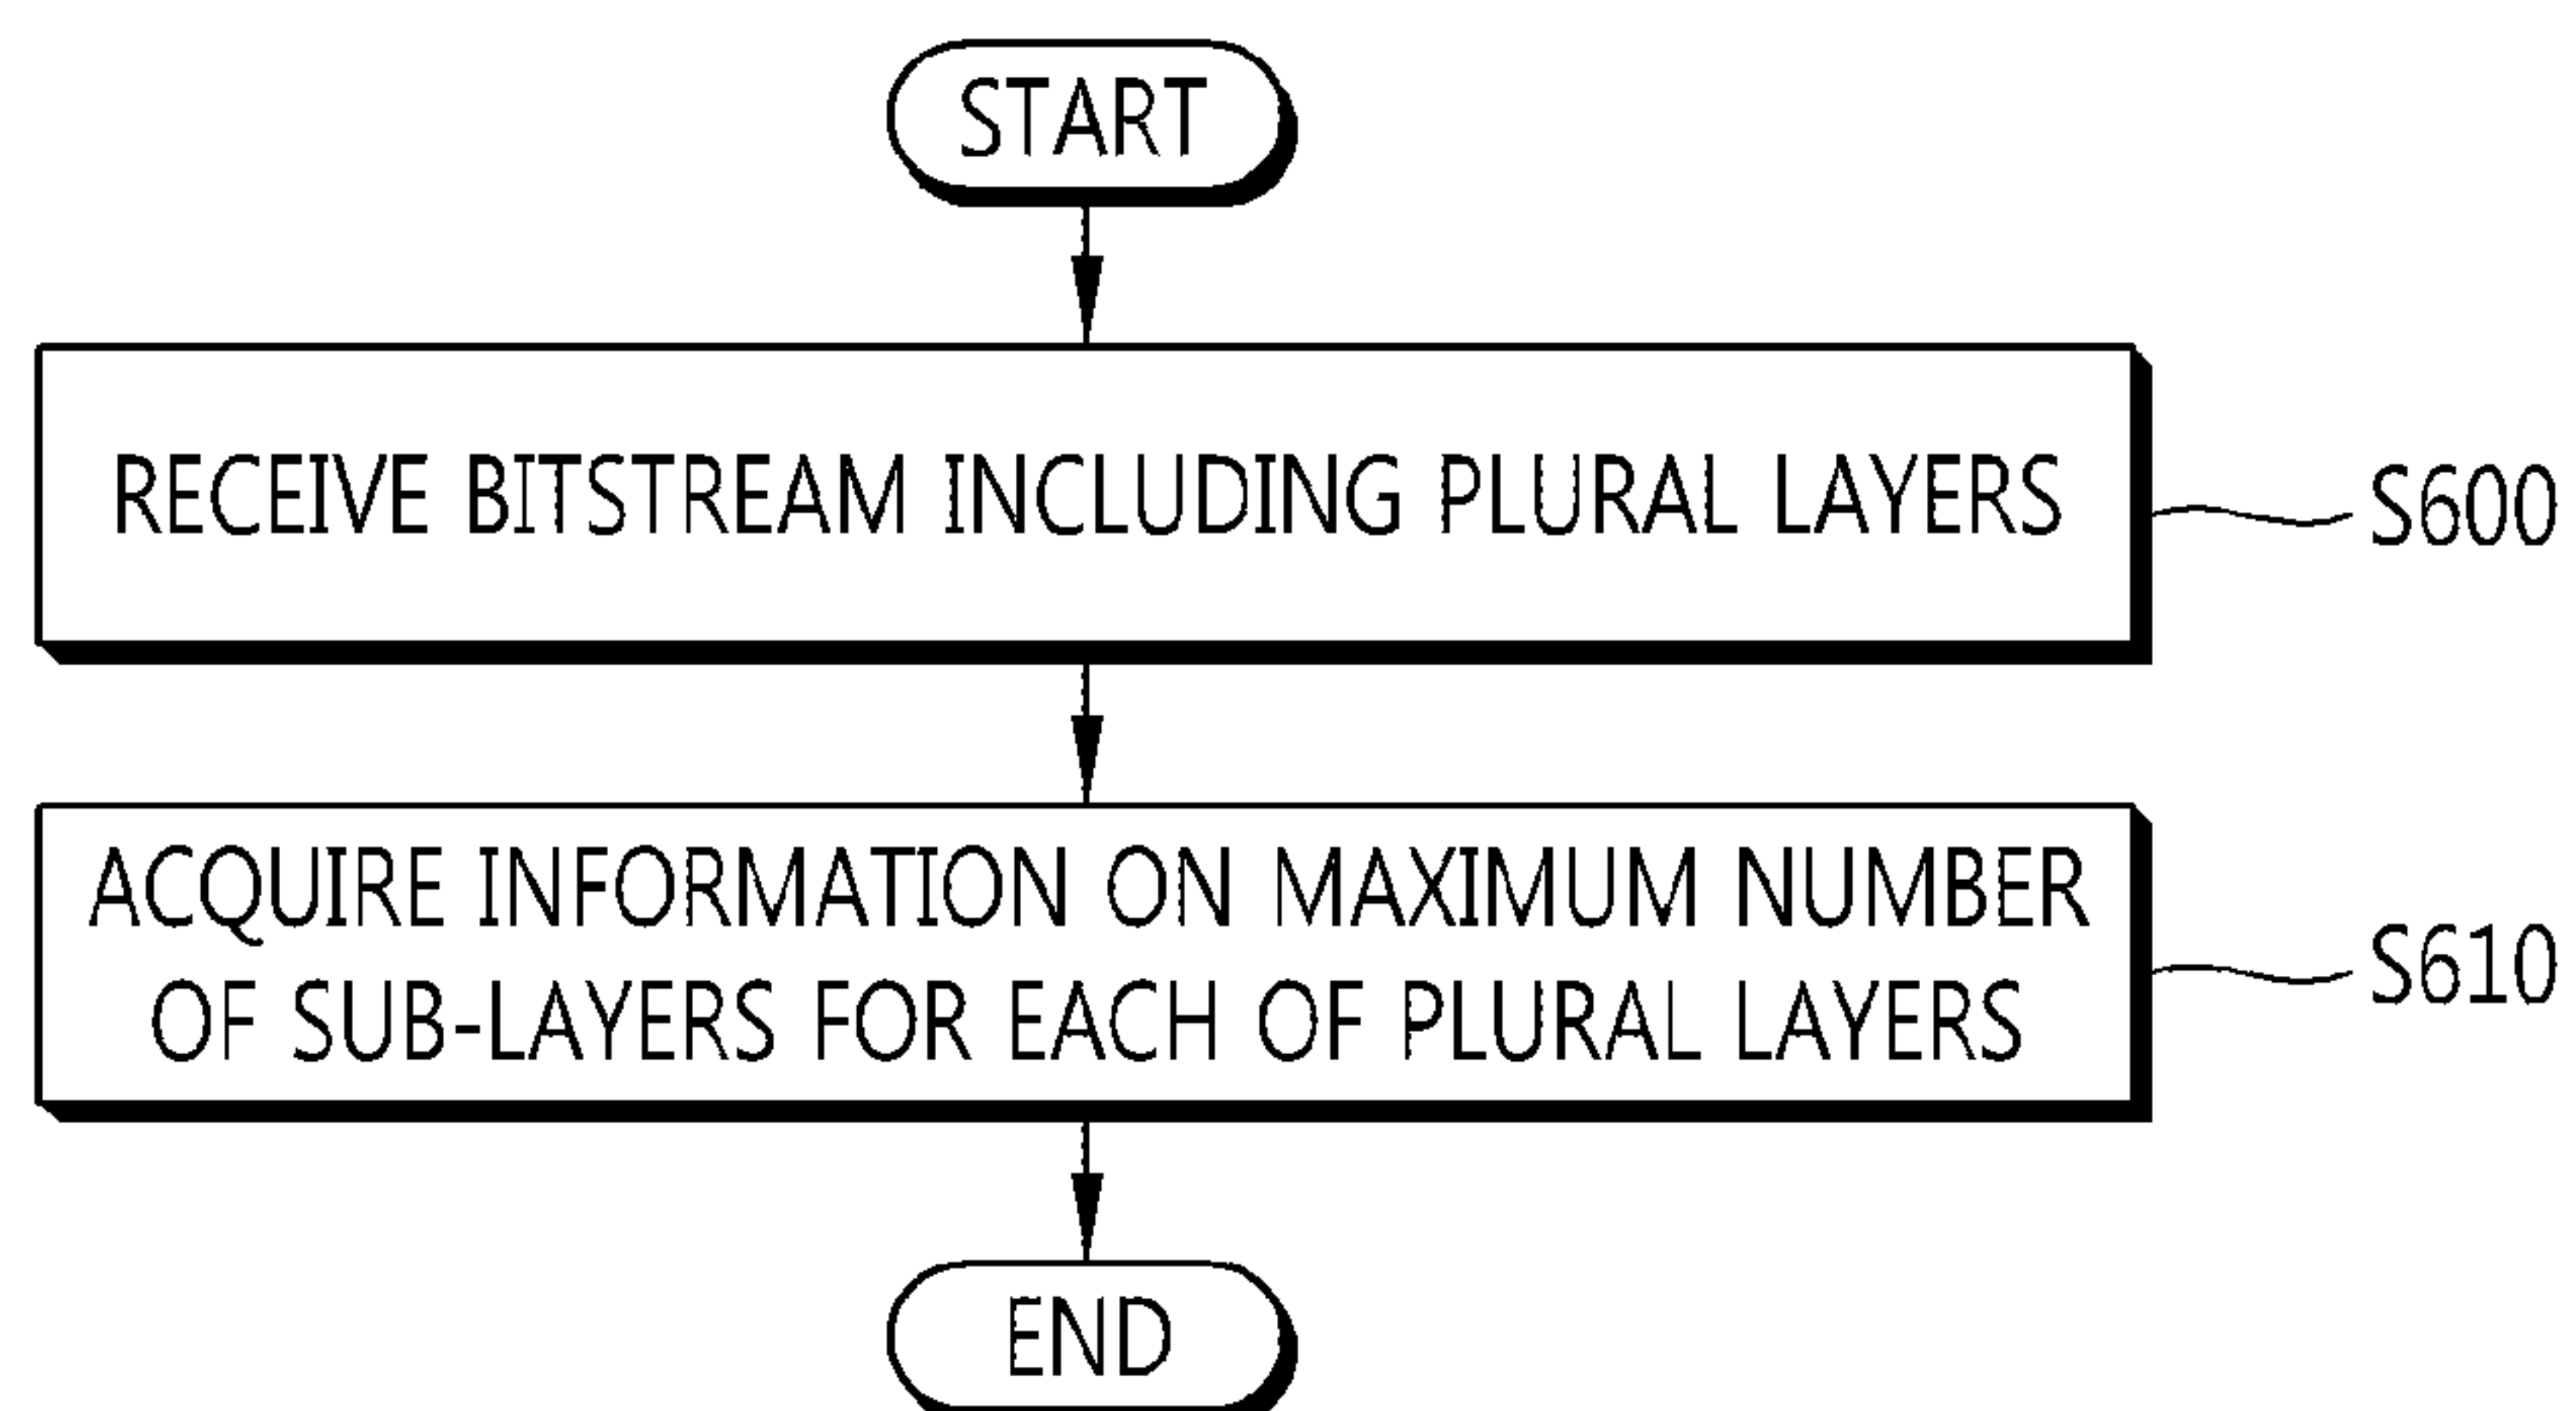 START
RECEIVE BITSTREAM INCLUDING PLURAL LAYERS
S600
ACQUIRE INFORMATION ON MAXIMUM NUMBER
OF SUB-LAYERS FOR EACH OF PLURAL LAYERS
S610
END